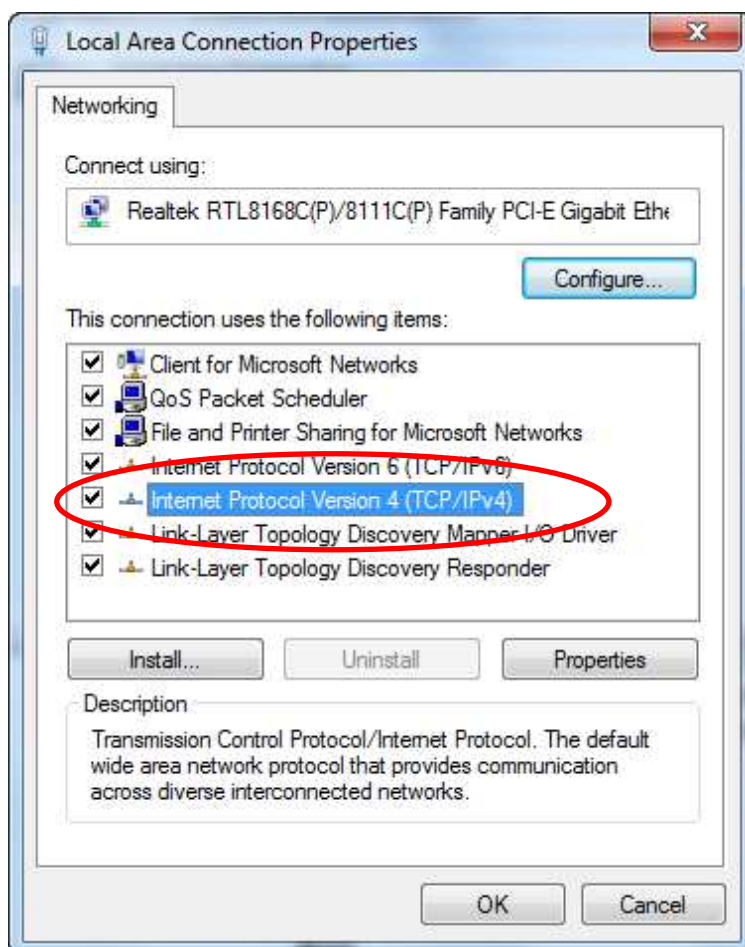 Local Area Connection Properties
Networking
Connect using:
Realtek RTL8168C(P)/8111C(P) Family PCI-E Gigabit Ethe
Configure...
This connection uses the following items:
Client for Microsoft Networks
QoS Packet Scheduler
File and Printer Sharing for Microsoft Networks
Internet Protocol Version 6 (TCP/IPv6)
Internet Protocol Version 4 (TCP/IPv4)
Link-Layer Topology Discovery Mapper I/O Driver
Link-Layer Topology Discovery Responder
Install... Uninstall Properties
Description
Transmission Control Protocol/Internet Protocol. The default
wide area network protocol that provides communication
across diverse interconnected networks.
OK Cancel